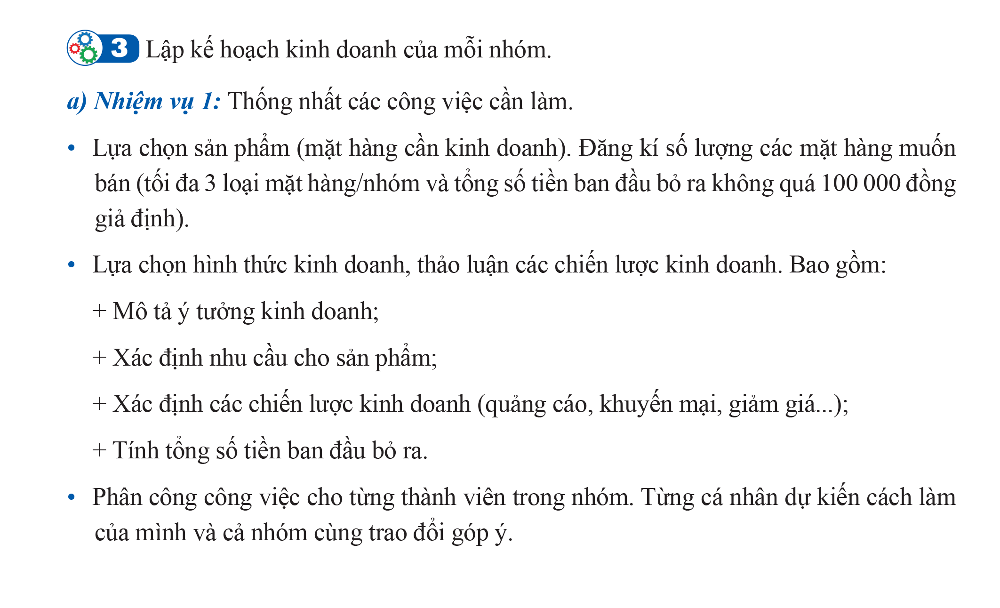 3 Lập kế hoạch kinh doanh của mỗi nhóm.
a) Nhiệm vụ 1: Thống nhất các công việc cần làm.
• Lựa chọn sản phẩm (mặt hàng cần kinh doanh). Đăng kí số lượng các mặt hàng muốn
bán (tối đa 3 loại mặt hàng/nhóm và tổng số tiền ban đầu bỏ ra không quá 100 000 đồng
giả định).
• Lựa chọn hình thức kinh doanh, thảo luận các chiến lược kinh doanh. Bao gồm:
+ Mô tả ý tưởng kinh doanh;
+ Xác định nhu cầu cho sản phẩm;
+ Xác định các chiến lược kinh doanh (quảng cáo, khuyến mại, giảm giá...);
+ Tính tổng số tiền ban đầu bỏ ra.
• Phân công công việc cho từng thành viên trong nhóm. Từng cá nhân dự kiến cách làm
của mình và cả nhóm cùng trao đổi góp ý.